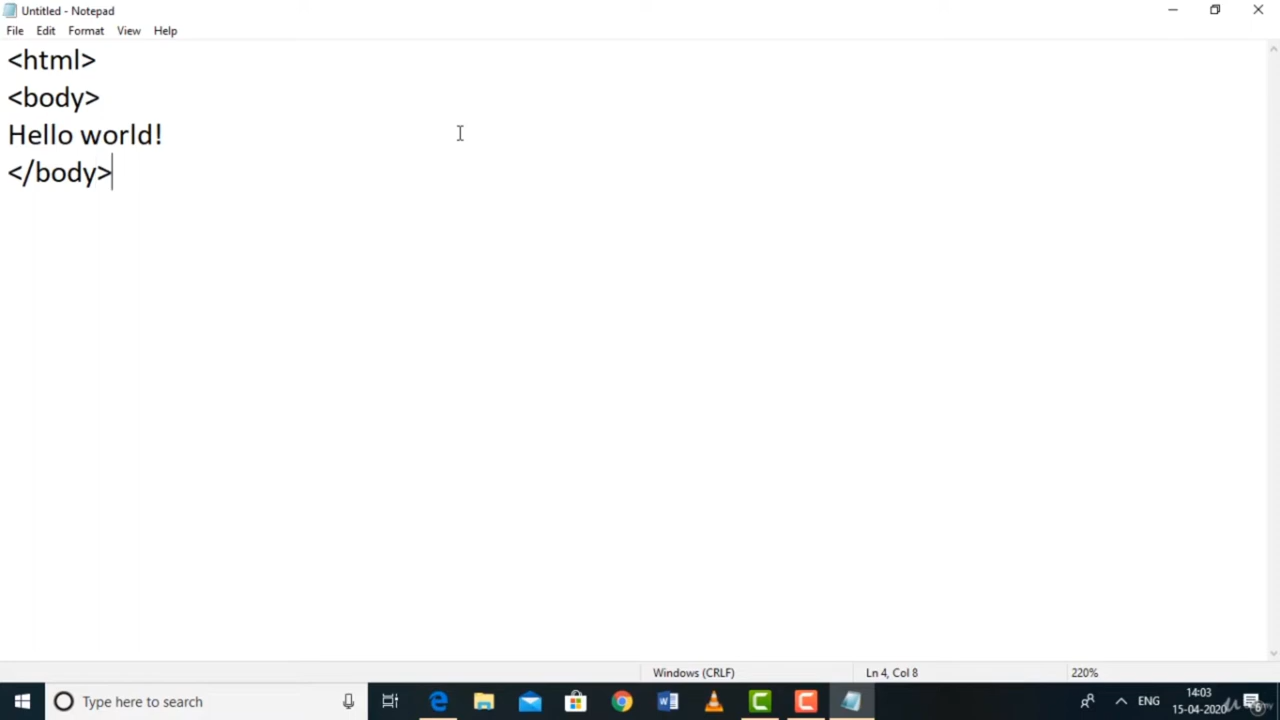 Untitled - Notepad
File Edit Format View Help
<html>
<body>
Hello world!
</body>
Windows (CRLF) Ln 4, Col 8 220%
Type here to search ENG 14:03
15-04-2020